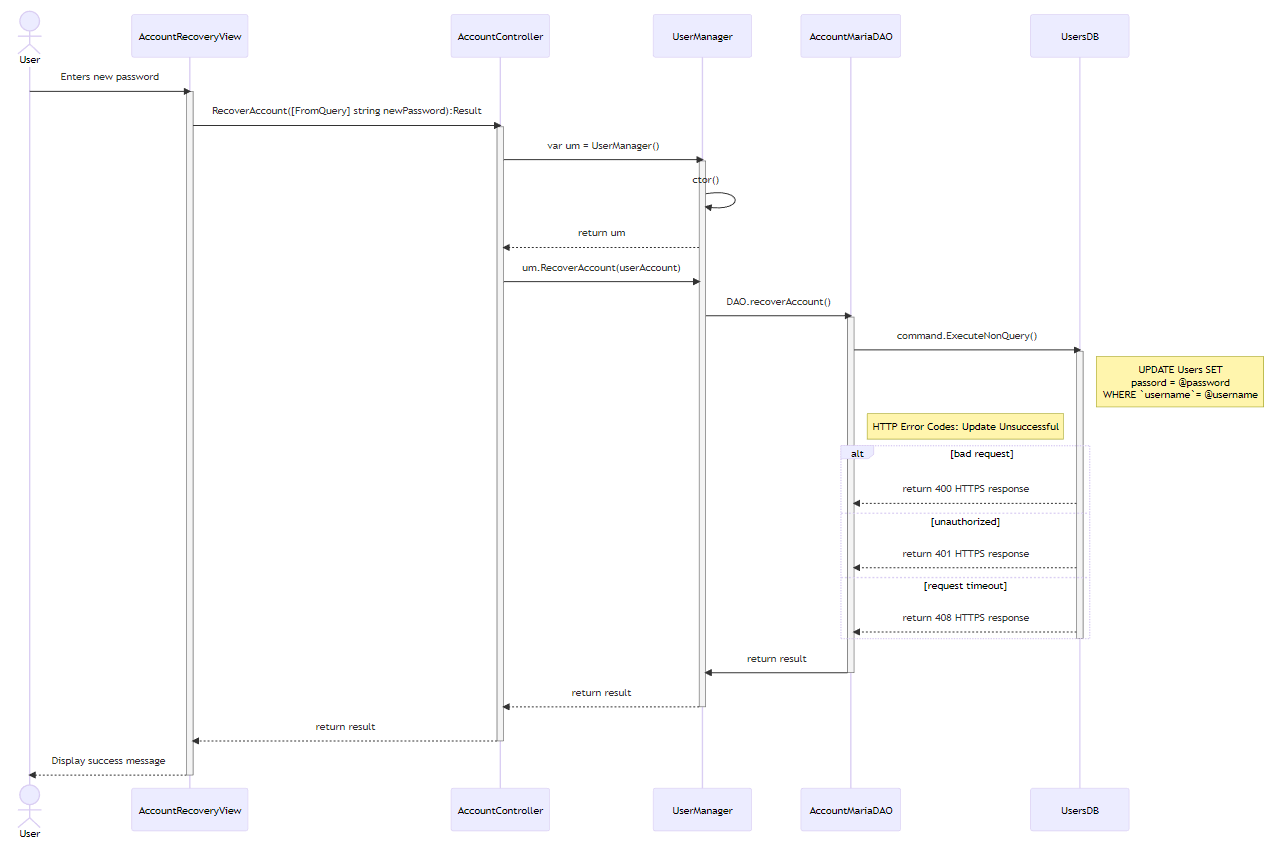 User
AccountRecoveryView
AccountController
UserManager
AccountMariaDAO
UsersDB
Enters new password
RecoverAccount([FromQuery] string newPassword):Result
var um = UserManager()
ctor()
return um
um.RecoverAccount(userAccount)
DAO.recoverAccount()
command.ExecuteNonQuery()
UPDATE Users SET
passord = @password
WHERE `username`= @username
HTTP Error Codes: Update Unsuccessful
alt
[bad request]
return 400 HTTPS response
[unauthorized]
return 401 HTTPS response
[request timeout]
return 408 HTTPS response
return result
return result
return result
Display success message
User
AccountRecoveryView
AccountController
UserManager
AccountMariaDAO
UsersDB